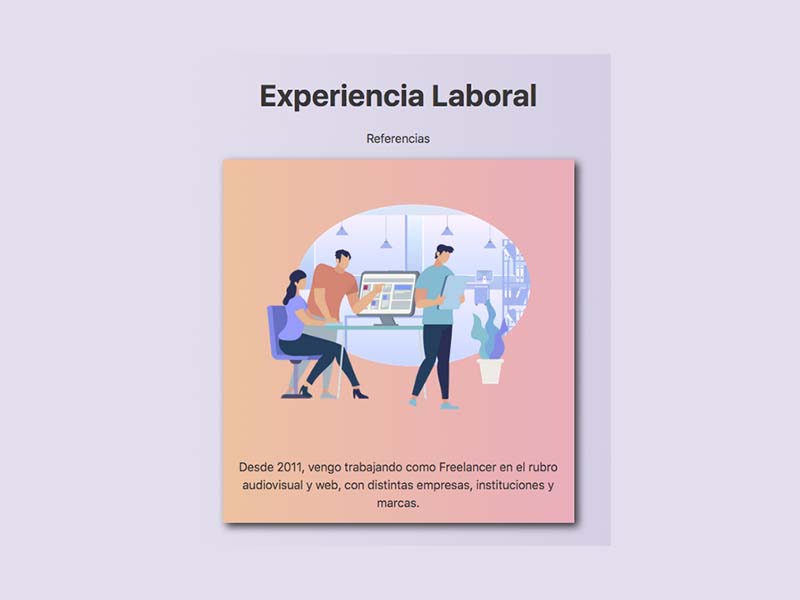 Experiencia Laboral
Referencias
Desde 2011, vengo trabajando como Freelancer en el rubro
audiovisual y web, con distintas empresas, instituciones y
marcas.